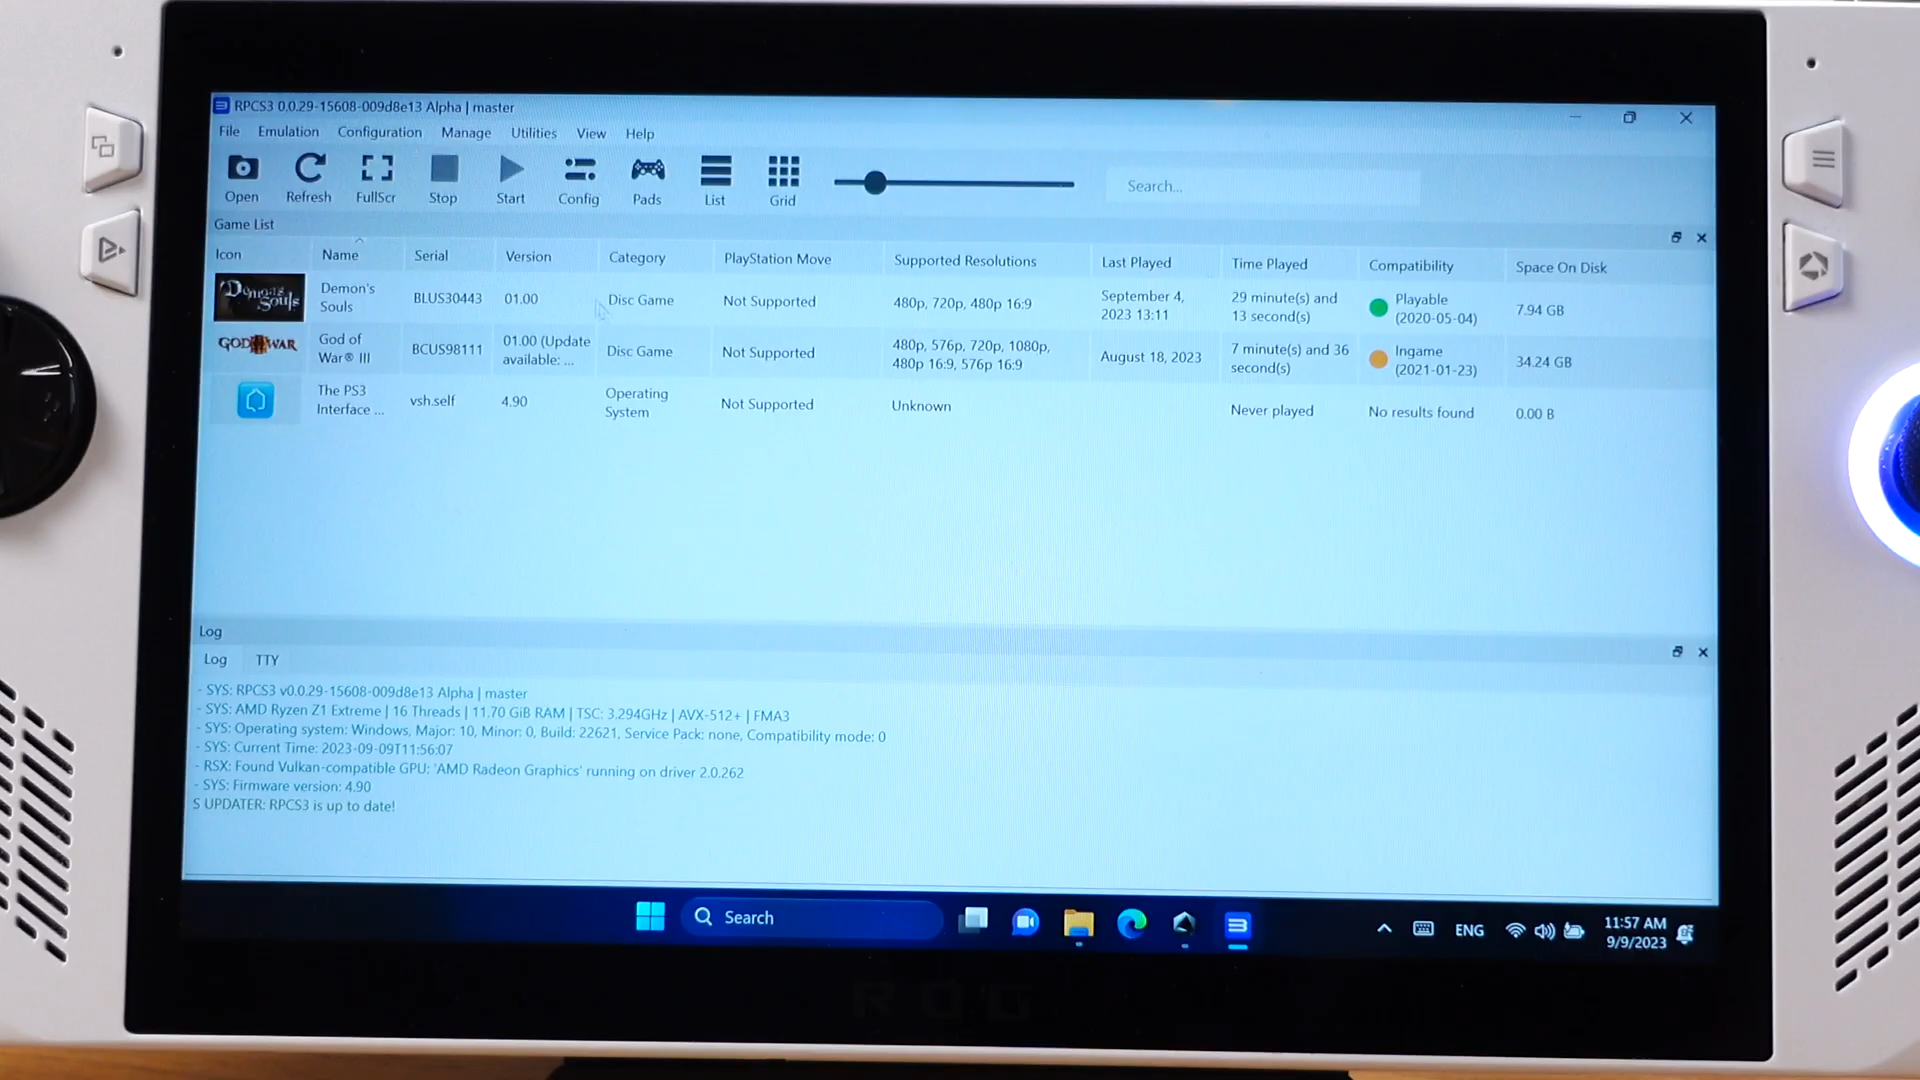 RPCS3 0.0.29-15608-009d8e13 Alpha | master
File Emulation Configuration Manage Utilities View Help
Open Refresh FullScr Stop Start Config Pads List Grid Search...
Game List
Icon Name Serial Version Category PlayStation Move Supported Resolutions Last Played Time Played Compatibility Space On Disk
Demon's Souls
Demon's
Souls
BLUS30443
01.00
Disc Game
Not Supported
480p, 720p, 480p 16:9
September 4,
2023 13:11
29 minute(s) and
13 second(s)
Playable
(2020-05-04)
7.94 GB
GOD WAR
God of
War® III
BCUS98111
01.00 (Update
available: ...
Disc Game
Not Supported
480p, 576p, 720p, 1080p,
480p 16:9, 576p 16:9
August 18, 2023
7 minute(s) and 36
second(s)
Ingame
(2021-01-23)
34.24 GB
The PS3
Interface ...
vsh.self
4.90
Operating
System
Not Supported
Unknown
Never played
No results found
0.00 B
Log
Log TTY
- SYS: RPCS3 v0.0.29-15608-009d8e13 Alpha | master
- SYS: AMD Ryzen Z1 Extreme | 16 Threads | 11.70 GiB RAM | TSC: 3.294GHz | AVX-512+ | FMA3
- SYS: Operating system: Windows, Major: 10, Minor: 0, Build: 22621, Service Pack: none, Compatibility mode: 0
- SYS: Current Time: 2023-09-09T11:56:07
- RSX: Found Vulkan-compatible GPU: 'AMD Radeon Graphics' running on driver 2.0.262
- SYS: Firmware version: 4.90
S UPDATER: RPCS3 is up to date!
Search
ENG
11:57 AM
9/9/2023
ROG